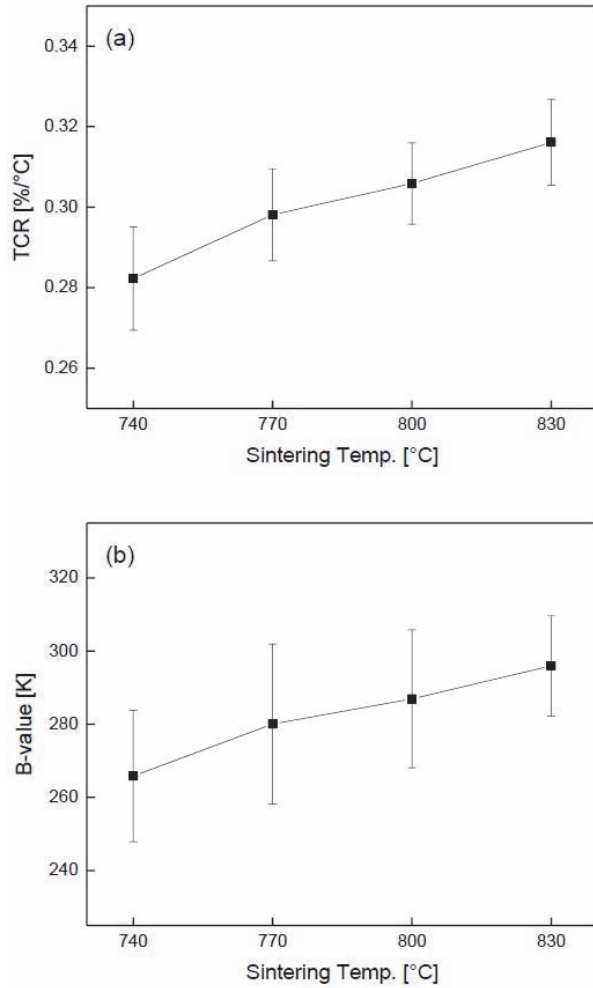 (a)
TCR [%/°C]
0.34
0.32
0.30
0.28
0.26
740 770 800 830
Sintering Temp. [°C]
(b)
B-value [K]
320
300
280
260
240
740 770 800 830
Sintering Temp. [°C]